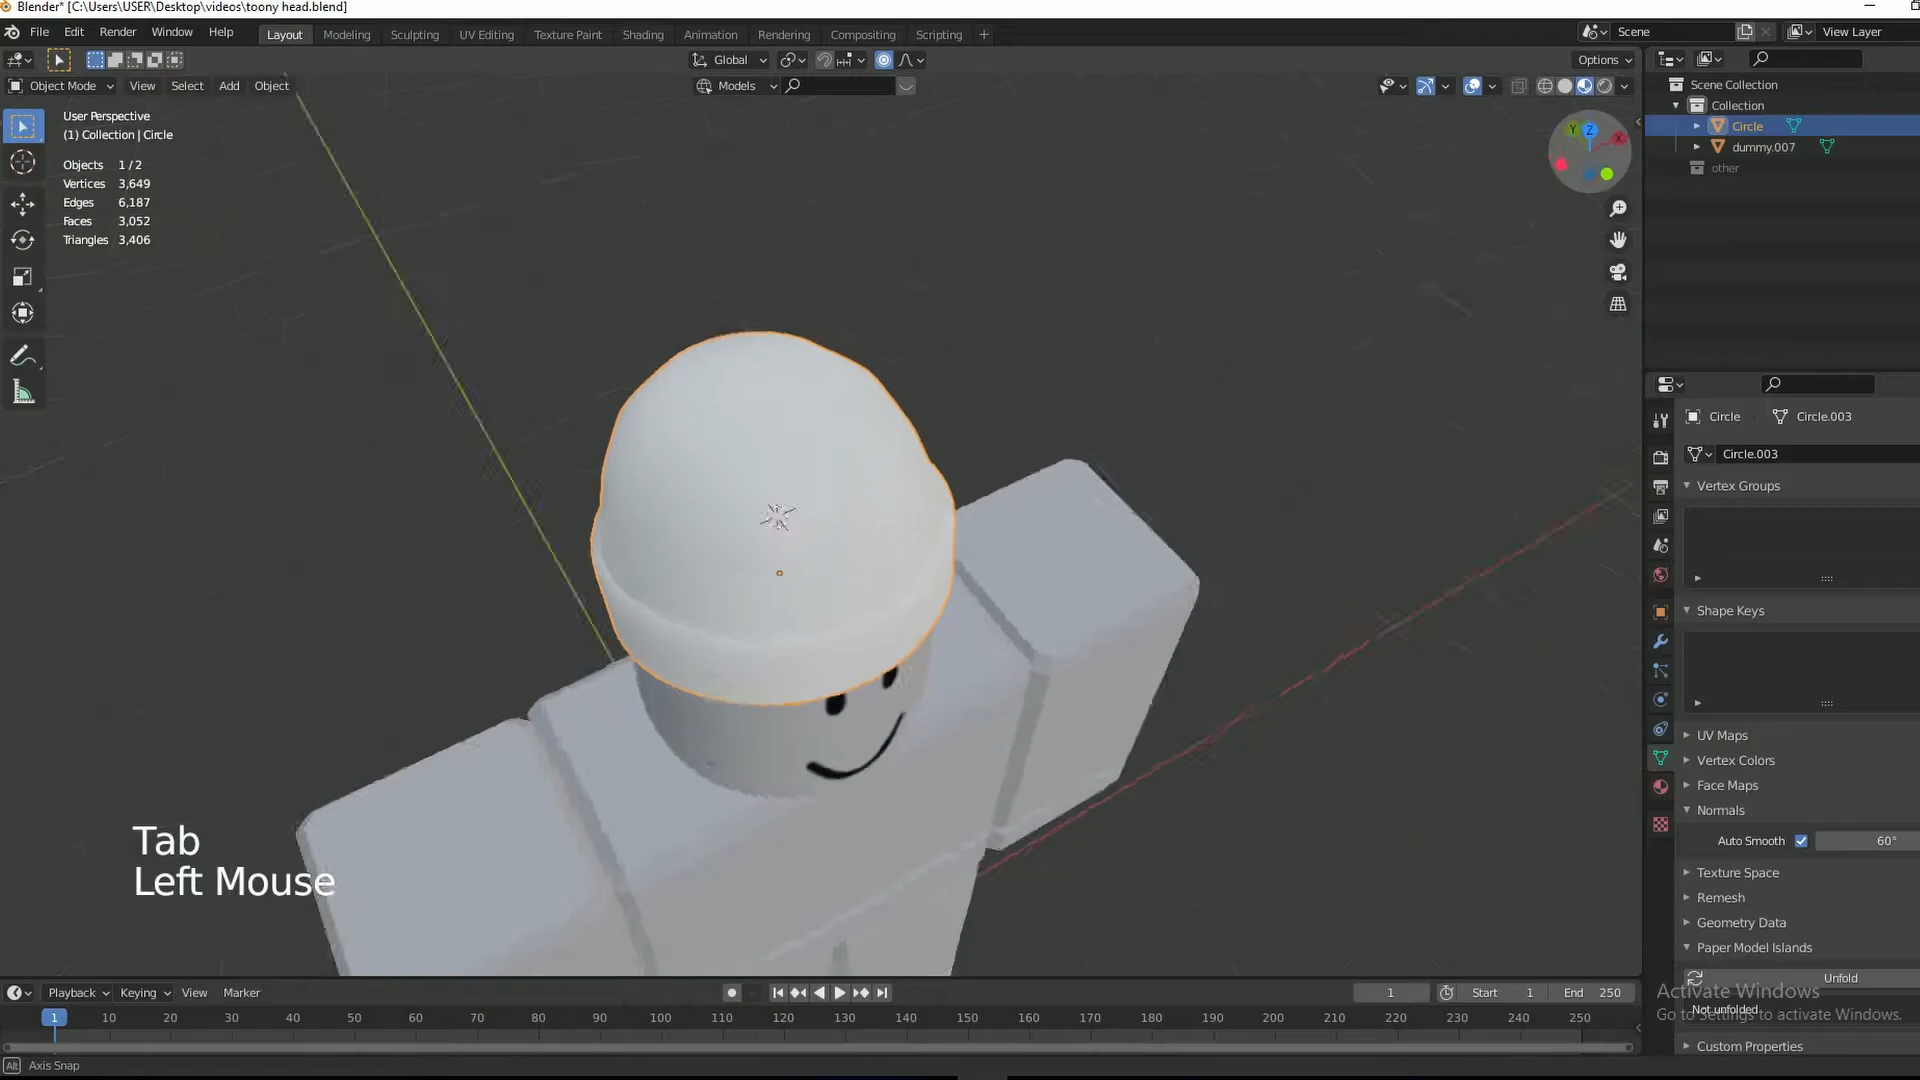 Blender* [C:\Users\USER\Desktop\videos\toony head.blend]
File Edit Render Window Help
Layout Modeling Sculpting UV Editing Texture Paint Shading Animation Rendering Compositing Scripting +
Scene View Layer
Global Options
Object Mode View Select Add Object
Models
User Perspective
(1) Collection | Circle
Objects 1 / 2
Vertices 3,649
Edges 6,187
Faces 3,052
Triangles 3,406
Y Z X
Scene Collection
Collection
Circle
dummy.007
other
Circle Circle.003
Circle.003
Vertex Groups
Shape Keys
UV Maps
Vertex Colors
Face Maps
Normals
Auto Smooth 60°
Texture Space
Remesh
Geometry Data
Paper Model Islands
Unfold
Not unfolded
Custom Properties
Activate Windows
Go to Settings to activate Windows.
Tab
Left Mouse
Playback Keying View Marker
1 Start 1 End 250
1 10 20 30 40 50 60 70 80 90 100 110 120 130 140 150 160 170 180 190 200 210 220 230 240 250
Alt Axis Snap